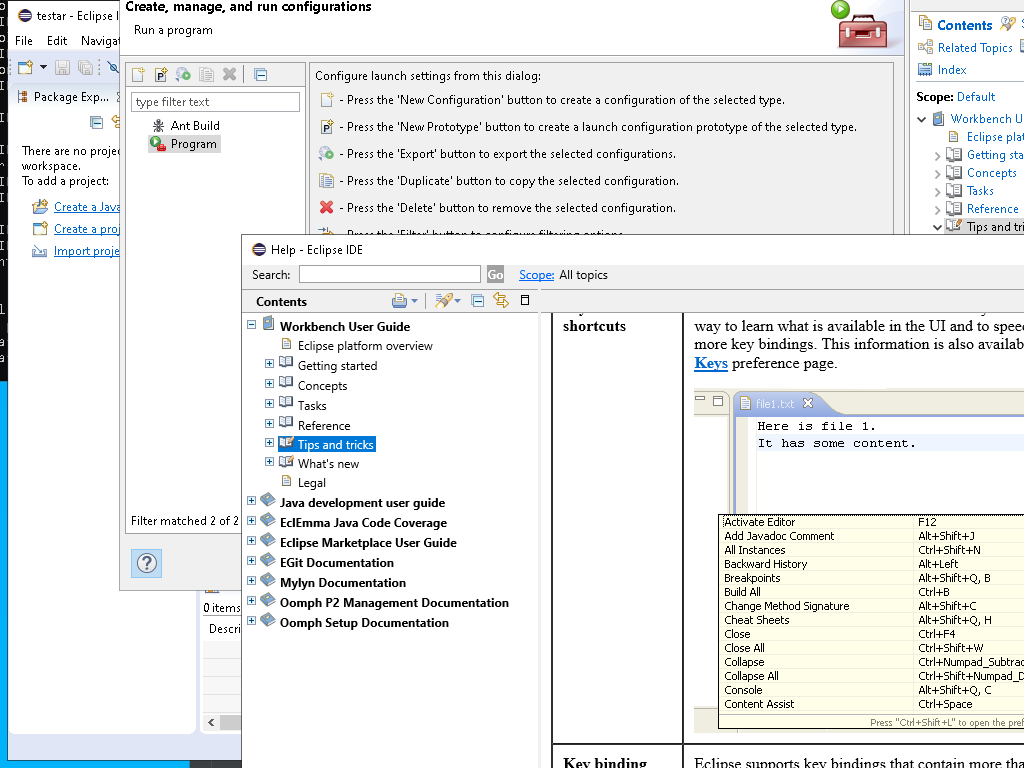 testar - Eclipse I
File Edit Navigat
Package Exp...
There are no projec
workspace.
To add a project:
Create a Java
Create a proj
Import proje
0 items
Descri
Create, manage, and run configurations
Run a program
type filter text
Ant Build
Program
Filter matched 2 of 2
Configure launch settings from this dialog:
- Press the 'New Configuration' button to create a configuration of the selected type.
- Press the 'New Prototype' button to create a launch configuration prototype of the selected type.
- Press the 'Export' button to export the selected configurations.
- Press the 'Duplicate' button to copy the selected configuration.
- Press the 'Delete' button to remove the selected configuration.
- Press the 'Filter' button to configure filtering options.
Contents
Related Topics
Index
Scope: Default
Workbench U
Eclipse plat
Getting sta
Concepts
Tasks
Reference
Tips and tri
Help - Eclipse IDE
Search:
Go
Scope: All topics
Contents
Workbench User Guide
Eclipse platform overview
Getting started
Concepts
Tasks
Reference
Tips and tricks
What's new
Legal
Java development user guide
EclEmma Java Code Coverage
Eclipse Marketplace User Guide
EGit Documentation
Mylyn Documentation
Oomph P2 Management Documentation
Oomph Setup Documentation
shortcuts
way to learn what is available in the UI and to speed
more key bindings. This information is also availab
Keys preference page.
file1.txt
Here is file 1.
It has some content.
Activate Editor F12
Add Javadoc Comment Alt+Shift+J
All Instances Ctrl+Shift+N
Backward History Alt+Left
Breakpoints Alt+Shift+Q, B
Build All Ctrl+B
Change Method Signature Alt+Shift+C
Cheat Sheets Alt+Shift+Q, H
Close Ctrl+F4
Close All Ctrl+Shift+W
Collapse Ctrl+Numpad_Subtrac
Collapse All Ctrl+Shift+Numpad_D
Console Alt+Shift+Q, C
Content Assist Ctrl+Space
Press "Ctrl+Shift+L" to open the pref
Key binding
Eclipse supports key bindings that contain more tha